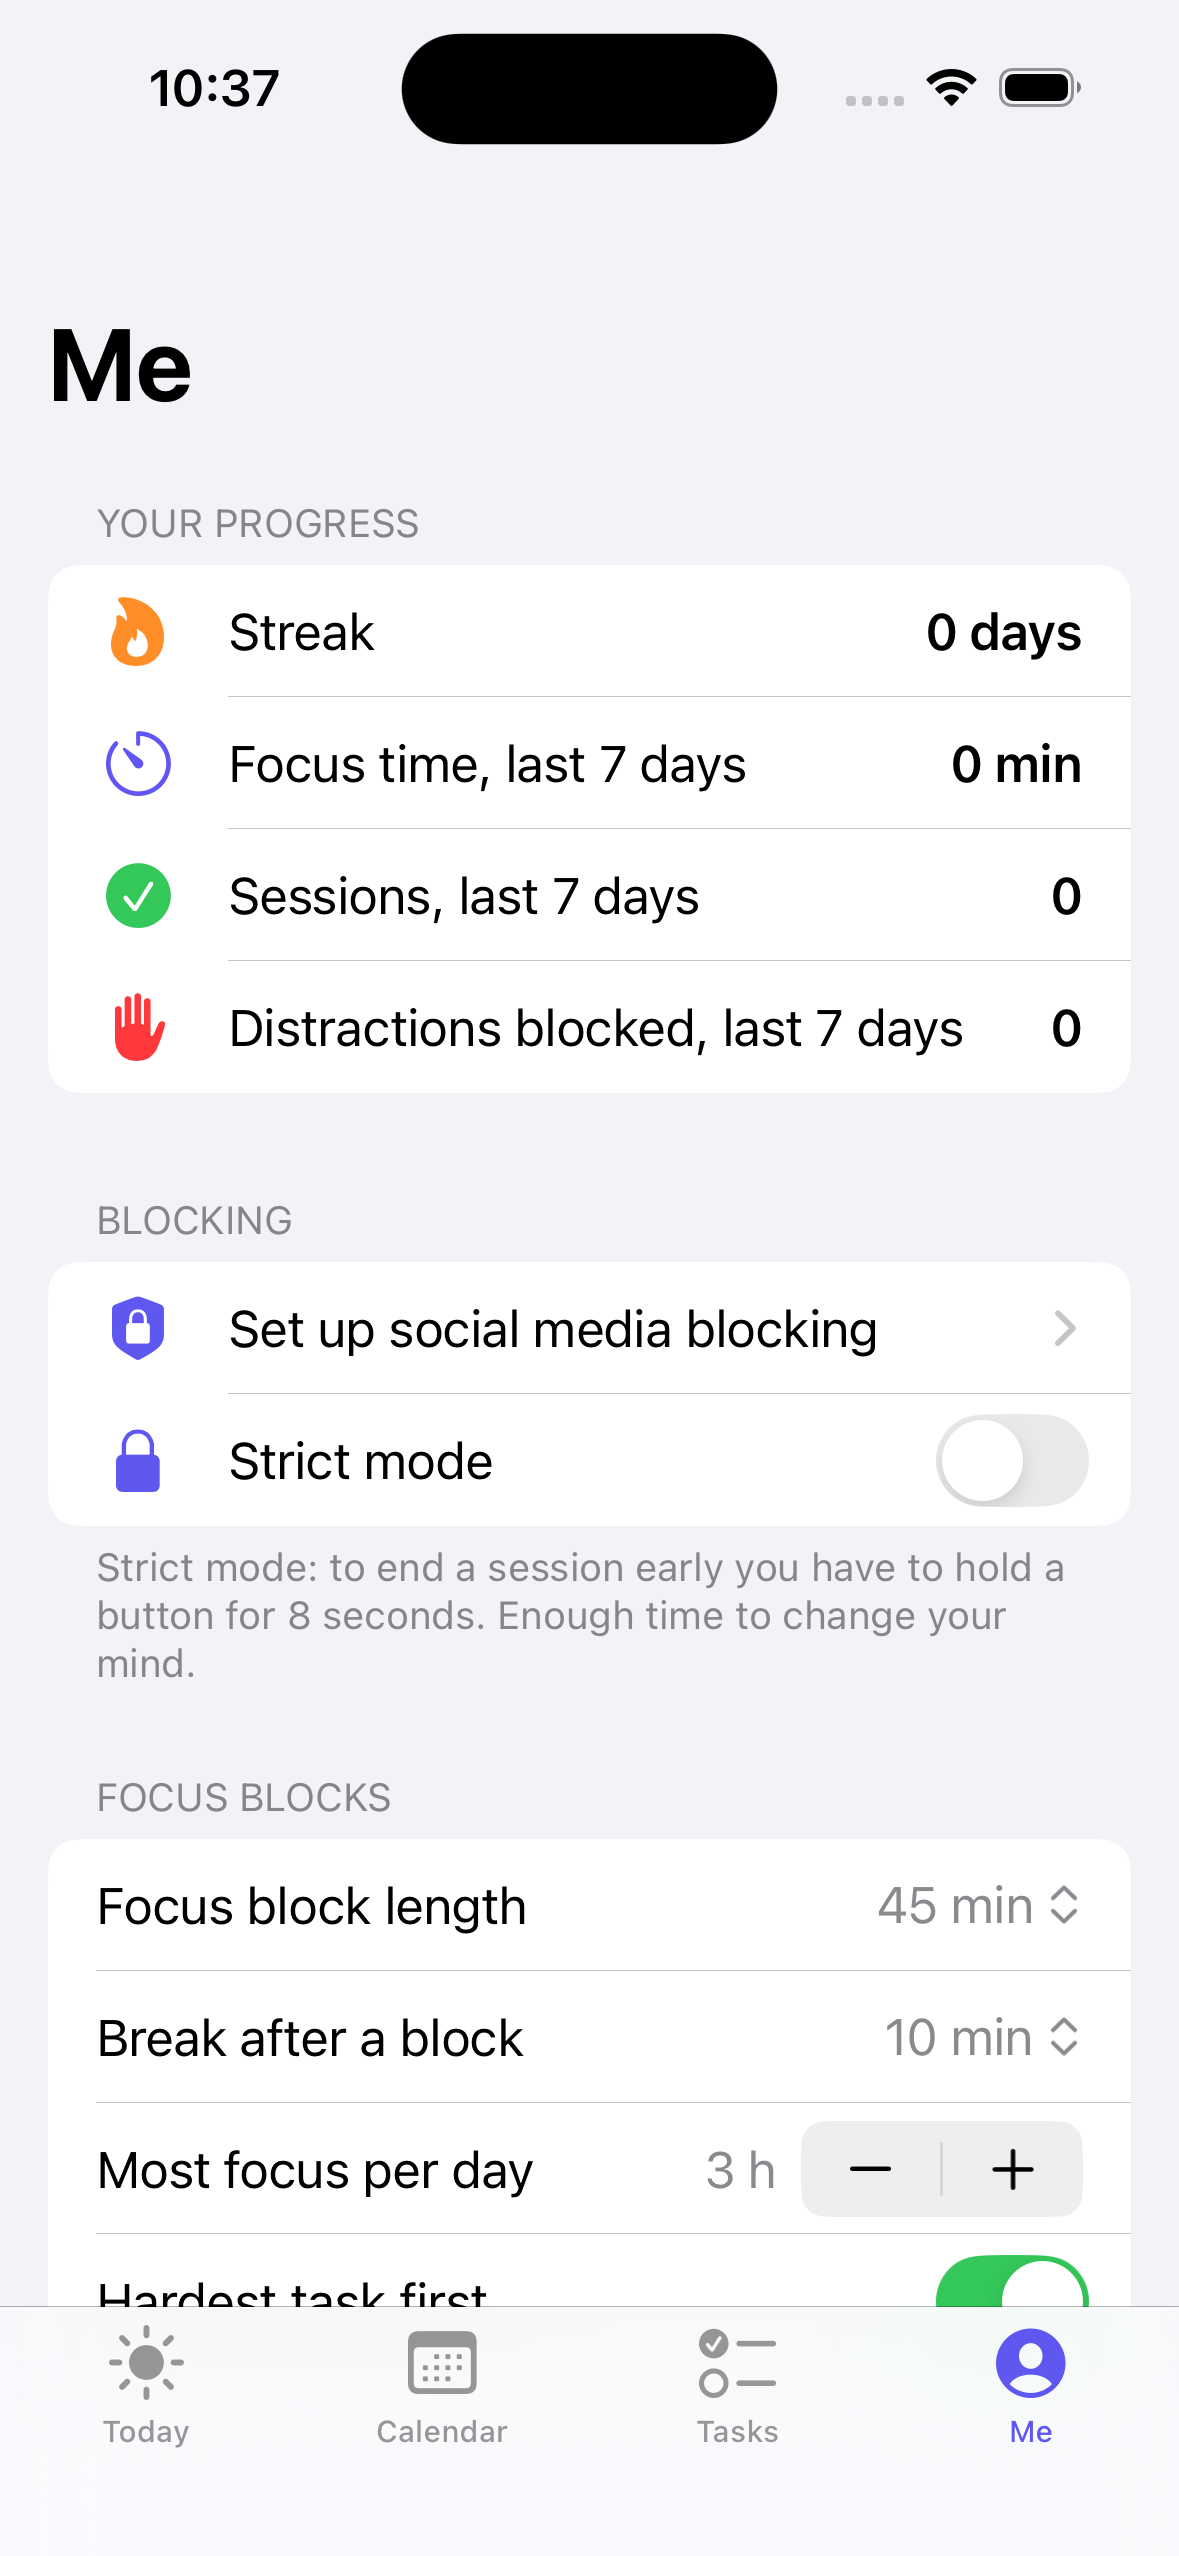 10:37
Me
YOUR PROGRESS
Streak 0 days
Focus time, last 7 days 0 min
Sessions, last 7 days 0
Distractions blocked, last 7 days 0
BLOCKING
Set up social media blocking
Strict mode
Strict mode: to end a session early you have to hold a
button for 8 seconds. Enough time to change your
mind.
FOCUS BLOCKS
Focus block length 45 min
Break after a block 10 min
Most focus per day 3 h
Hardest task first
Today Calendar Tasks Me